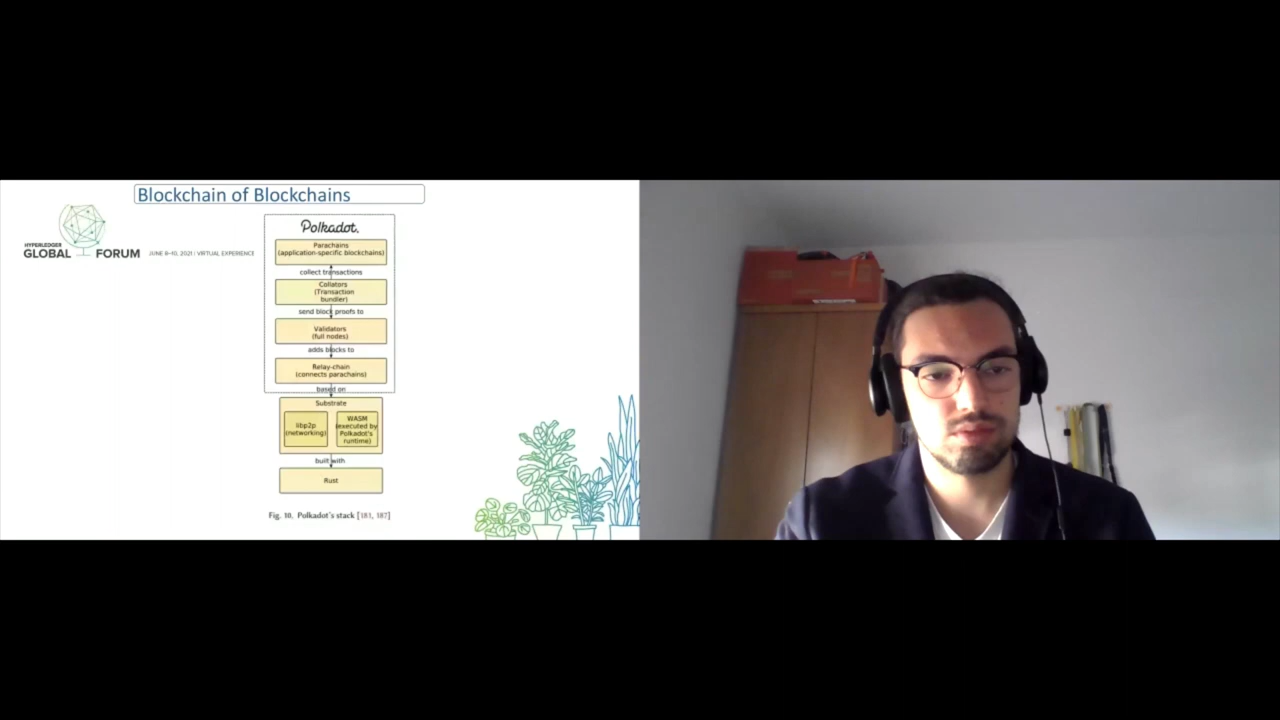 Blockchain of Blockchains
HYPERLEDGER
GLOBAL FORUM
JUNE 8-10, 2021 | VIRTUAL EXPERIENCE
Polkadot.
Parachains
(application-specific blockchains)
collect transactions
Collators
(Transaction
bundler)
send block proofs to
Validators
(full nodes)
adds blocks to
Relay-chain
(connects parachains)
based on
Substrate
libp2p
(networking)
WASM
(executed by
Polkadot's
runtime)
built with
Rust
Fig. 10. Polkadot's stack [181, 187]